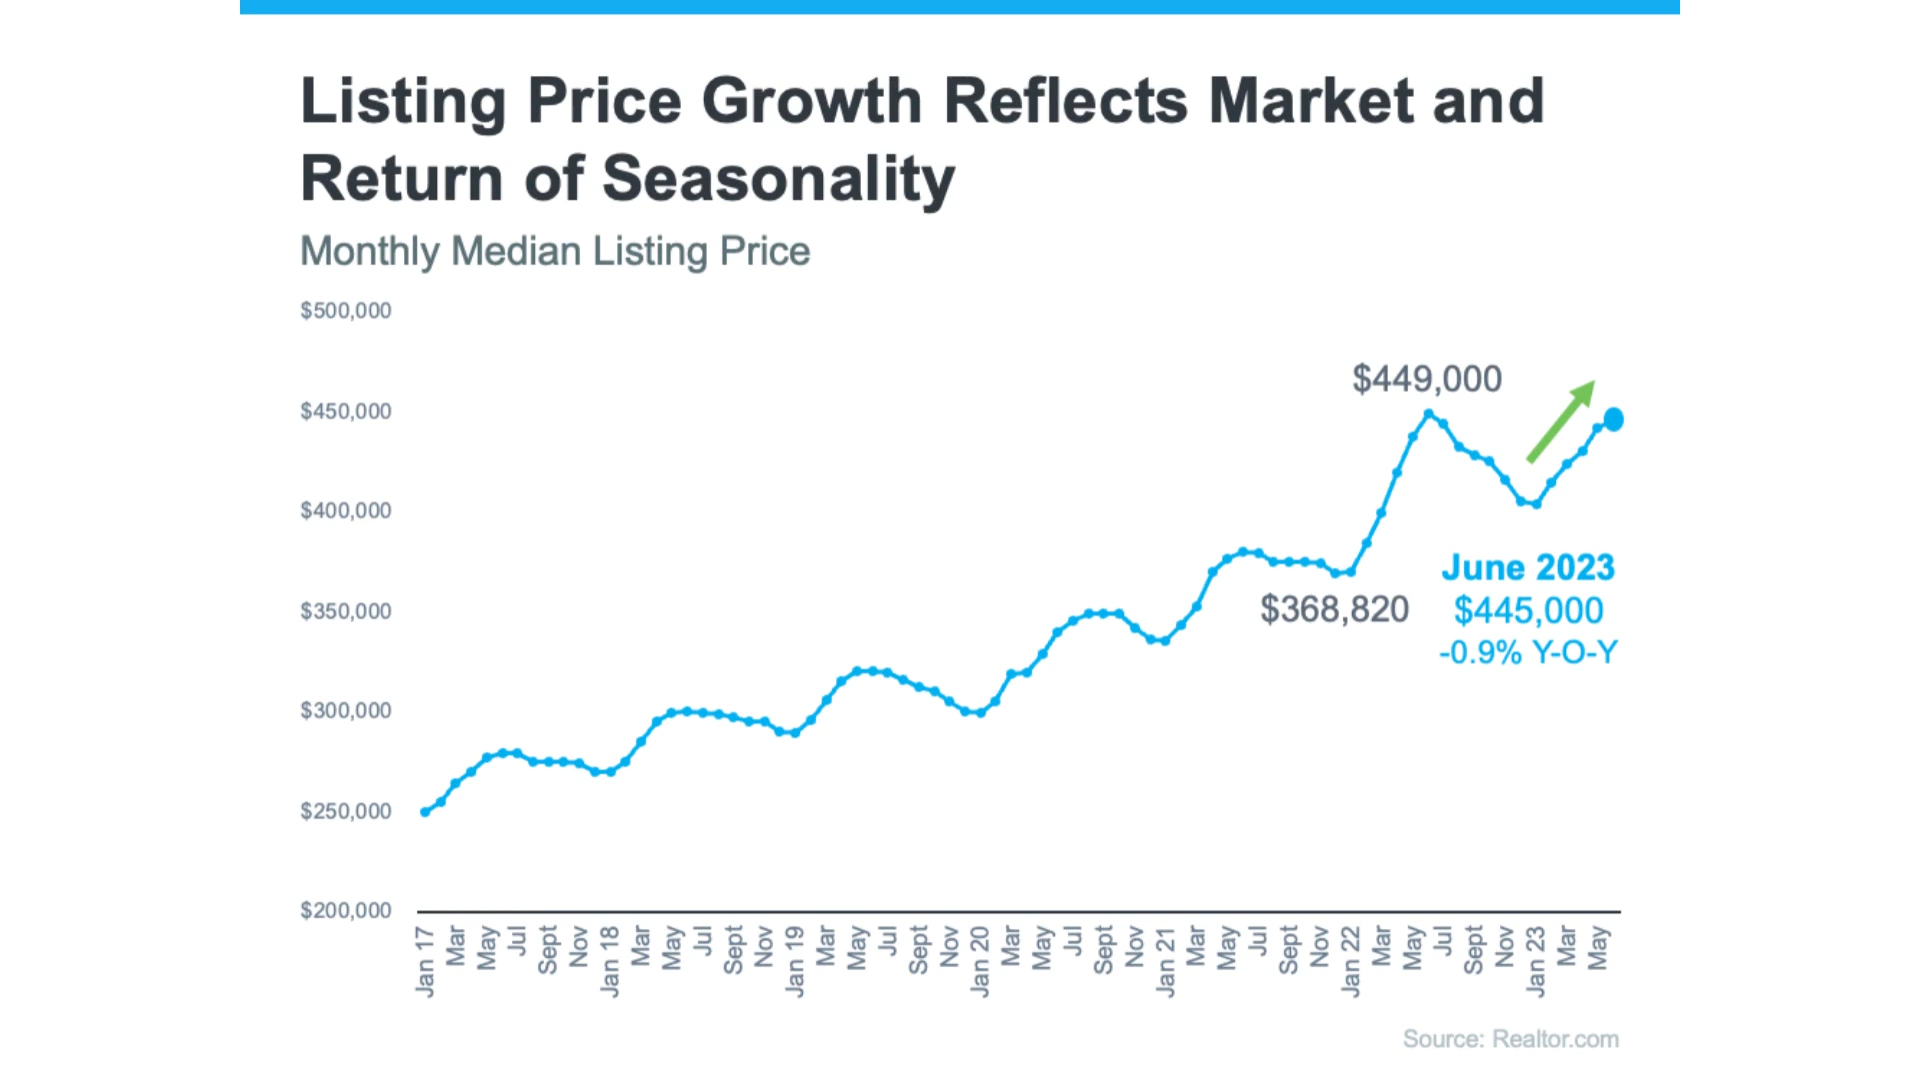 Listing Price Growth Reflects Market and
Return of Seasonality
Monthly Median Listing Price
$500,000
$450,000
$400,000
$350,000
$300,000
$250,000
$200,000
$449,000
$368,820
June 2023
$445,000
-0.9% Y-O-Y
Jan 17
Mar
May
Jul
Sept
Nov
Jan 18
Mar
May
Jul
Sept
Nov
Jan 19
Mar
May
Jul
Sept
Nov
Jan 20
Mar
May
Jul
Sept
Nov
Jan 21
Mar
May
Jul
Sept
Nov
Jan 22
Mar
May
Jul
Sept
Nov
Jan 23
Mar
May
Source: Realtor.com